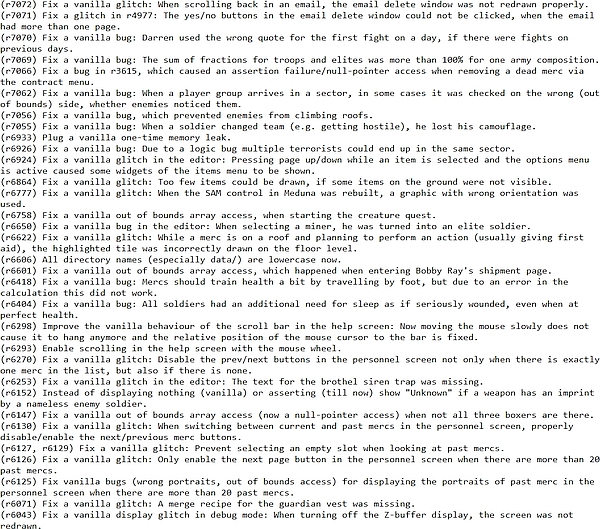 (r7072) Fix a vanilla glitch: When scrolling back in an email, the email delete window was not redrawn properly.
(r7071) Fix a glitch in r4977: The yes/no buttons in the email delete window could not be clicked, when the email
had more than one page.
(r7070) Fix a vanilla bug: Darren used the wrong quote for the first fight on a day, if there were fights on
previous days.
(r7069) Fix a vanilla bug: The sum of fractions for troops and elites was more than 100% for one army composition.
(r7066) Fix a bug in r3615, which caused an assertion failure/null-pointer access when removing a dead merc via
the contract menu.
(r7062) Fix a vanilla bug: When a player group arrives in a sector, in some cases it was checked on the wrong (out
of bounds) side, whether enemies noticed them.
(r7056) Fix a vanilla bug, which prevented enemies from climbing roofs.
(r7055) Fix a vanilla bug: When a soldier changed team (e.g. getting hostile), he lost his camouflage.
(r6933) Plug a vanilla one-time memory leak.
(r6926) Fix a vanilla bug: Due to a logic bug multiple terrorists could end up in the same sector.
(r6924) Fix a vanilla glitch in the editor: Pressing page up/down while an item is selected and the options menu
is active caused some widgets of the items menu to be shown.
(r6864) Fix a vanilla glitch: Too few items could be drawn, if some items on the ground were not visible.
(r6777) Fix a vanilla glitch: When the SAM control in Meduna was rebuilt, a graphic with wrong orientation was
used.
(r6758) Fix a vanilla out of bounds array access, when starting the creature quest.
(r6650) Fix a vanilla bug in the editor: When selecting a miner, he was turned into an elite soldier.
(r6622) Fix a vanilla glitch: While a merc is on a roof and planning to perform an action (usually giving first
aid), the highlighted tile was incorrectly drawn on the floor level.
(r6606) All directory names (especially data/) are lowercase now.
(r6601) Fix a vanilla out of bounds array access, which happened when entering Bobby Ray's shipment page.
(r6418) Fix a vanilla bug: Mercs should train health a bit by travelling by foot, but due to an error in the
calculation this did not work.
(r6404) Fix a vanilla bug: All soldiers had an additional need for sleep as if seriously wounded, even when at
perfect health.
(r6298) Improve the vanilla behaviour of the scroll bar in the help screen: Now moving the mouse slowly does not
cause it to hang anymore and the relative position of the mouse cursor to the bar is fixed.
(r6293) Enable scrolling in the help screen with the mouse wheel.
(r6270) Fix a vanilla glitch: Disable the prev/next buttons in the personnel screen not only when there is exactly
one merc in the list, but also if there is none.
(r6253) Fix a vanilla glitch in the editor: The text for the brothel siren trap was missing.
(r6152) Instead of displaying nothing (vanilla) or asserting (till now) show "Unknown" if a weapon has an imprint
by a nameless enemy soldier.
(r6147) Fix a vanilla out of bounds array access (now a null-pointer access) when not all three boxers are there.
(r6130) Fix a vanilla glitch: When switching between current and past mercs in the personnel screen, properly
disable/enable the next/previous merc buttons.
(r6127, r6129) Fix a vanilla glitch: Prevent selecting an empty slot when looking at past mercs.
(r6126) Fix a vanilla glitch: Only enable the next page button in the personnel screen when there are more than 20
past mercs.
(r6125) Fix vanilla bugs (wrong portraits, out of bounds access) for displaying the portraits of past merc in the
personnel screen when there are more than 20 past mercs.
(r6071) Fix a vanilla glitch: A merge recipe for the guardian vest was missing.
(r6043) Fix a vanilla display glitch in debug mode: When turning off the Z-buffer display, the screen was not
redrawn.